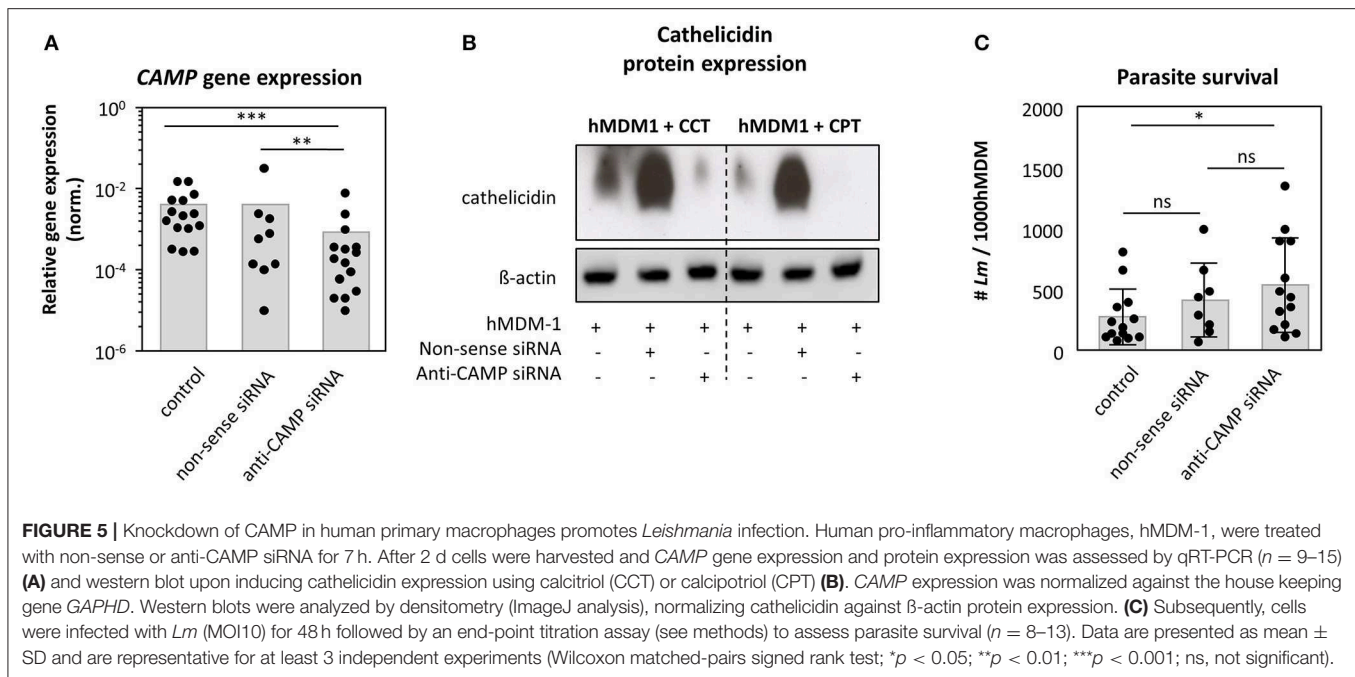 A
CAMP gene expression
Relative gene expression
(norm.)
10^0
10^-2
10^-4
10^-6
***
**
control
non-sense siRNA
anti-CAMP siRNA
B
Cathelicidin
protein expression
hMDM1 + CCT hMDM1 + CPT
cathelicidin
ß-actin
hMDM-1 + + + + + +
Non-sense siRNA - + - - + -
Anti-CAMP siRNA - - + - - +
C
Parasite survival
# Lm / 1000hMDM
2000
1500
1000
500
0
*
ns
ns
control
non-sense siRNA
anti-CAMP siRNA
FIGURE 5 | Knockdown of CAMP in human primary macrophages promotes Leishmania infection. Human pro-inflammatory macrophages, hMDM-1, were treated
with non-sense or anti-CAMP siRNA for 7 h. After 2 d cells were harvested and CAMP gene expression and protein expression was assessed by qRT-PCR (n = 9–15)
(A) and western blot upon inducing cathelicidin expression using calcitriol (CCT) or calcipotriol (CPT) (B). CAMP expression was normalized against the house keeping
gene GAPHD. Western blots were analyzed by densitometry (ImageJ analysis), normalizing cathelicidin against ß-actin protein expression. (C) Subsequently, cells
were infected with Lm (MOI10) for 48 h followed by an end-point titration assay (see methods) to assess parasite survival (n = 8–13). Data are presented as mean ±
SD and are representative for at least 3 independent experiments (Wilcoxon matched-pairs signed rank test; *p < 0.05; **p < 0.01; ***p < 0.001; ns, not significant).